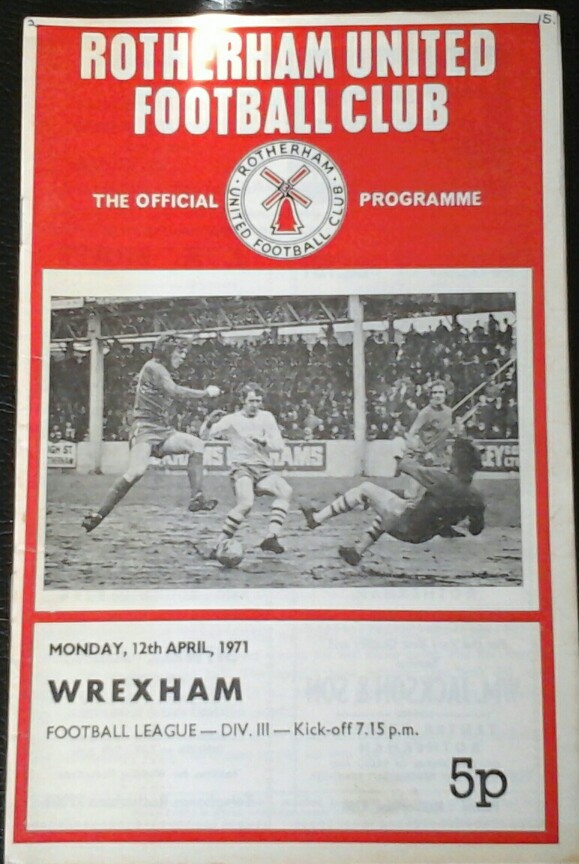 ROTHERHAM UNITED
FOOTBALL CLUB
THE OFFICIAL
ROTHERHAM
UNITED FOOTBALL CLUB
PROGRAMME
MONDAY, 12th APRIL, 1971
WREXHAM
FOOTBALL LEAGUE — DIV. III — Kick-off 7.15 p.m.
5p